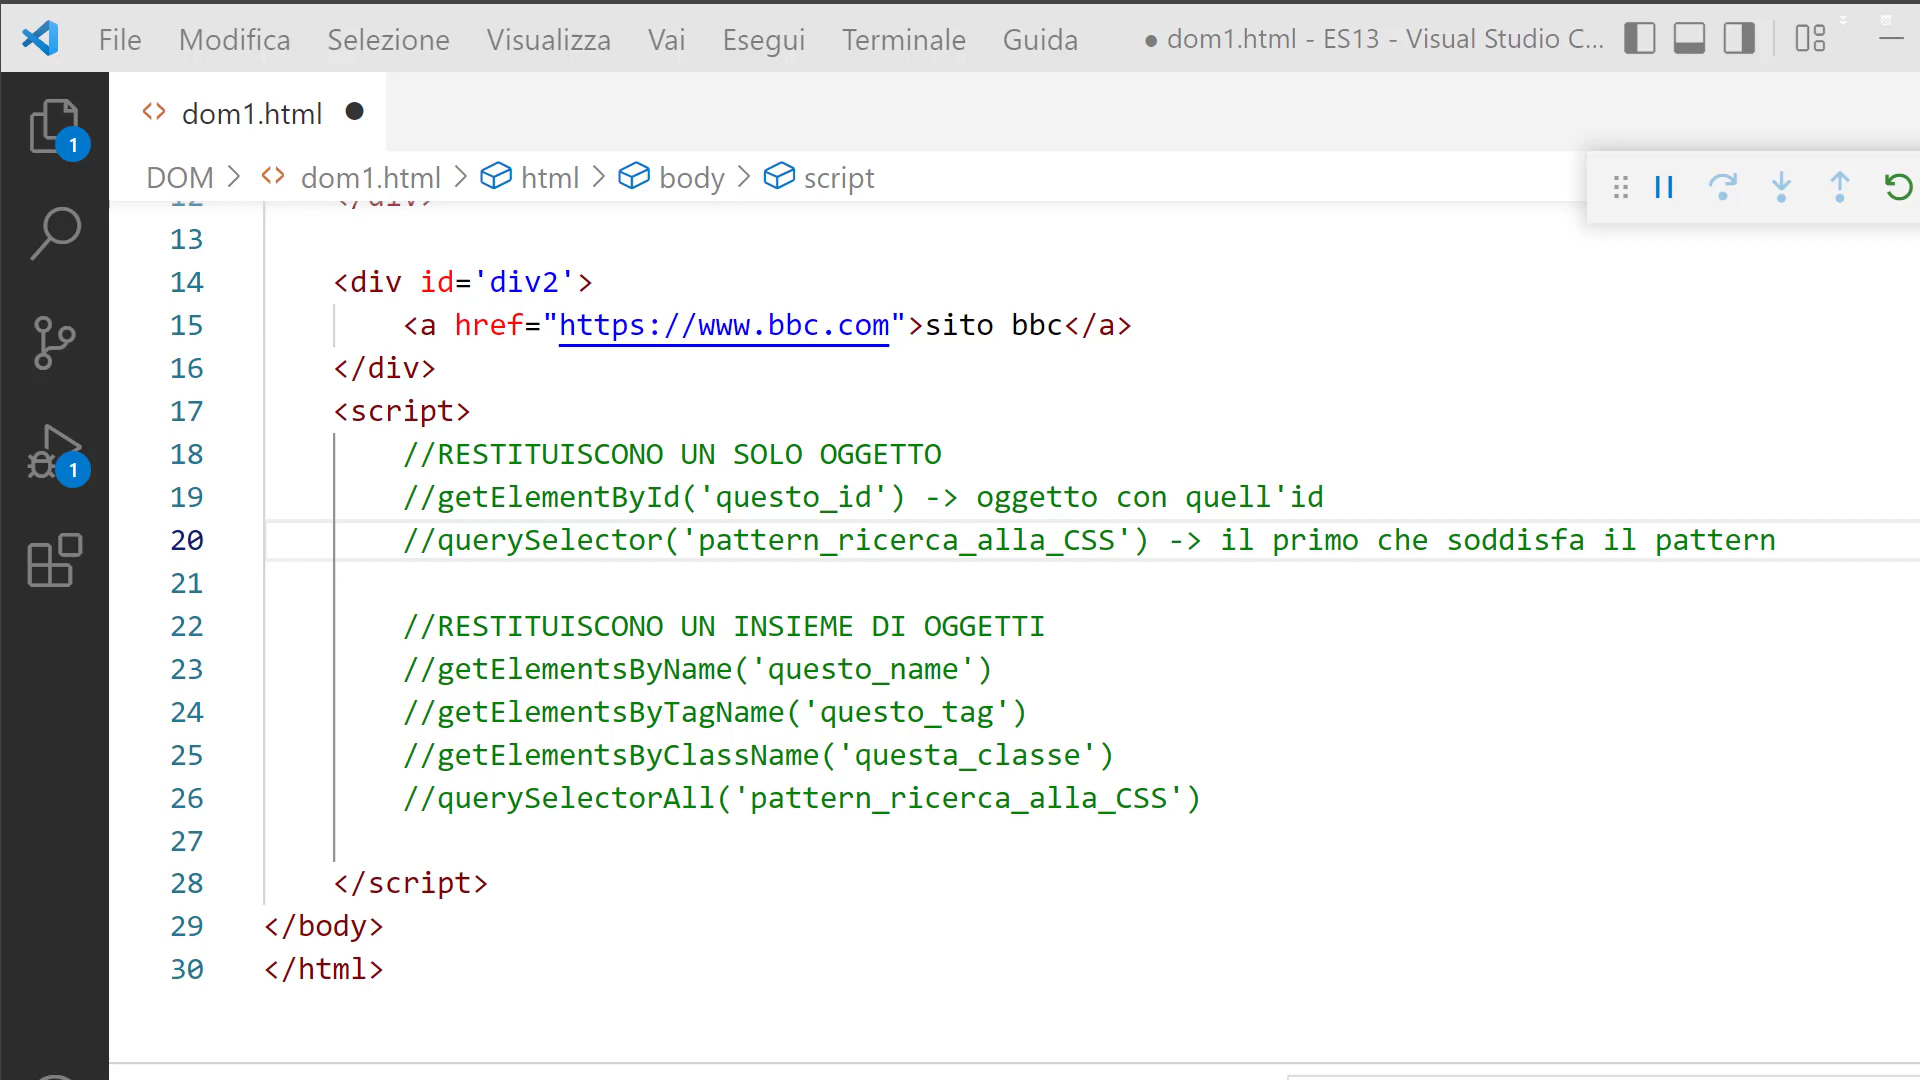 File Modifica Selezione Visualizza Vai Esegui Terminale Guida ● dom1.html - ES13 - Visual Studio C...
<> dom1.html ●
DOM > <> dom1.html > html > body > script
12 </div>
13
14 <div id='div2'>
15 <a href="https://www.bbc.com">sito bbc</a>
16 </div>
17 <script>
18 //RESTITUISCONO UN SOLO OGGETTO
19 //getElementById('questo_id') -> oggetto con quell'id
20 //querySelector('pattern_ricerca_alla_CSS') -> il primo che soddisfa il pattern
21
22 //RESTITUISCONO UN INSIEME DI OGGETTI
23 //getElementsByName('questo_name')
24 //getElementsByTagName('questo_tag')
25 //getElementsByClassName('questa_classe')
26 //querySelectorAll('pattern_ricerca_alla_CSS')
27
28 </script>
29 </body>
30 </html>
1
1